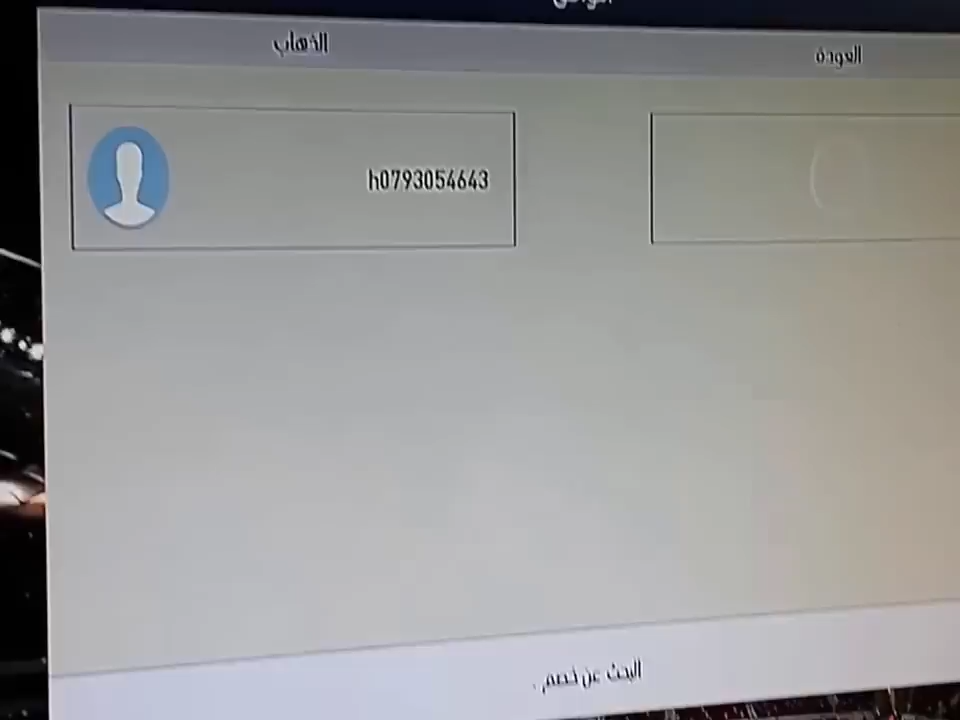 الذهاب
العودة
h0793054643
البحث عن خصم .